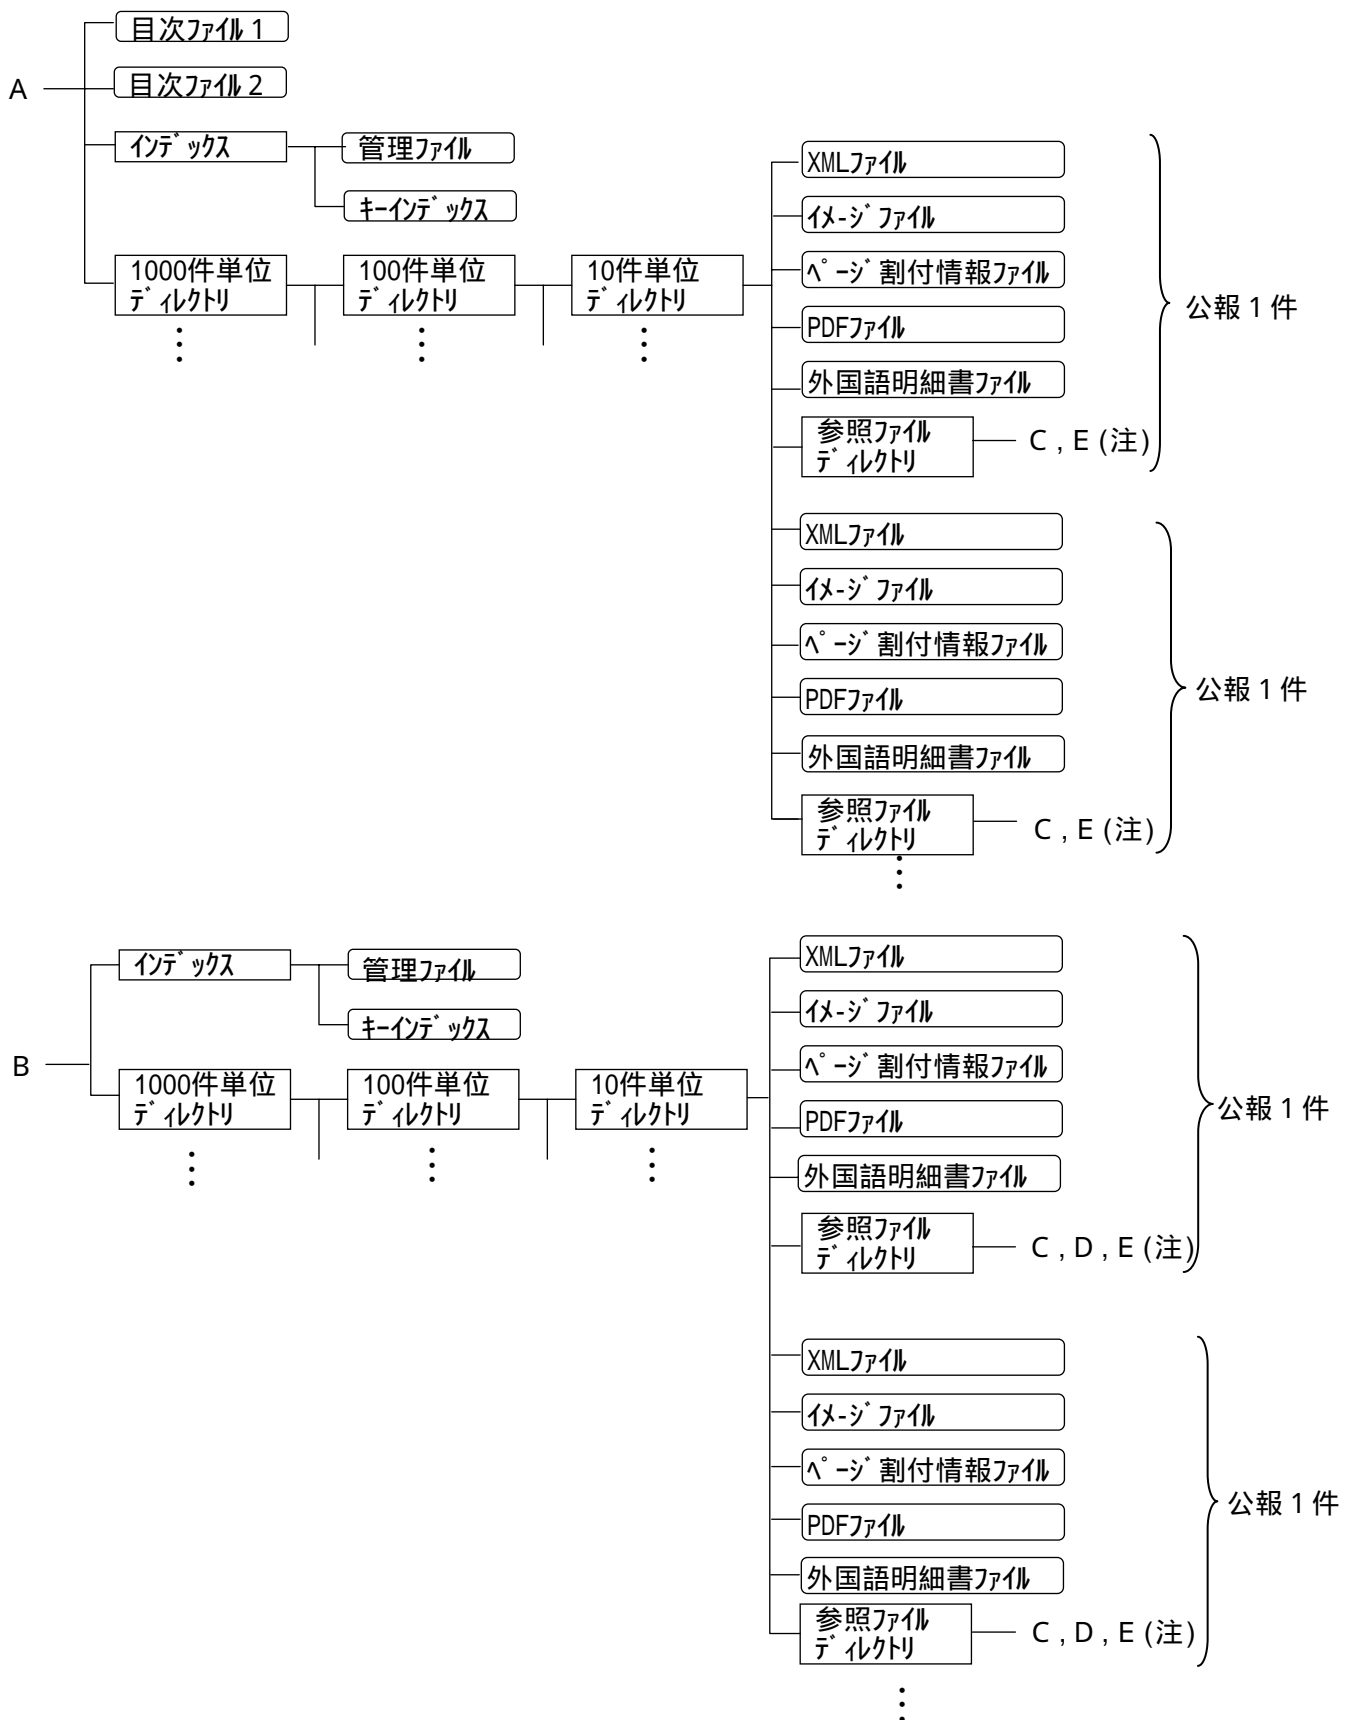 目次ファイル 1
A
目次ファイル 2
インデックス
管理ファイル
キーインデックス
1000件単位
ディレクトリ
100件単位
ディレクトリ
10件単位
ディレクトリ
XMLファイル
イメージファイル
ページ割付情報ファイル
PDFファイル
外国語明細書ファイル
参照ファイル
ディレクトリ
C , E (注)
公報 1 件
XMLファイル
イメージファイル
ページ割付情報ファイル
PDFファイル
外国語明細書ファイル
参照ファイル
ディレクトリ
C , E (注)
公報 1 件
B
インデックス
管理ファイル
キーインデックス
1000件単位
ディレクトリ
100件単位
ディレクトリ
10件単位
ディレクトリ
XMLファイル
イメージファイル
ページ割付情報ファイル
PDFファイル
外国語明細書ファイル
参照ファイル
ディレクトリ
C , D , E (注)
公報 1 件
XMLファイル
イメージファイル
ページ割付情報ファイル
PDFファイル
外国語明細書ファイル
参照ファイル
ディレクトリ
C , D , E (注)
公報 1 件